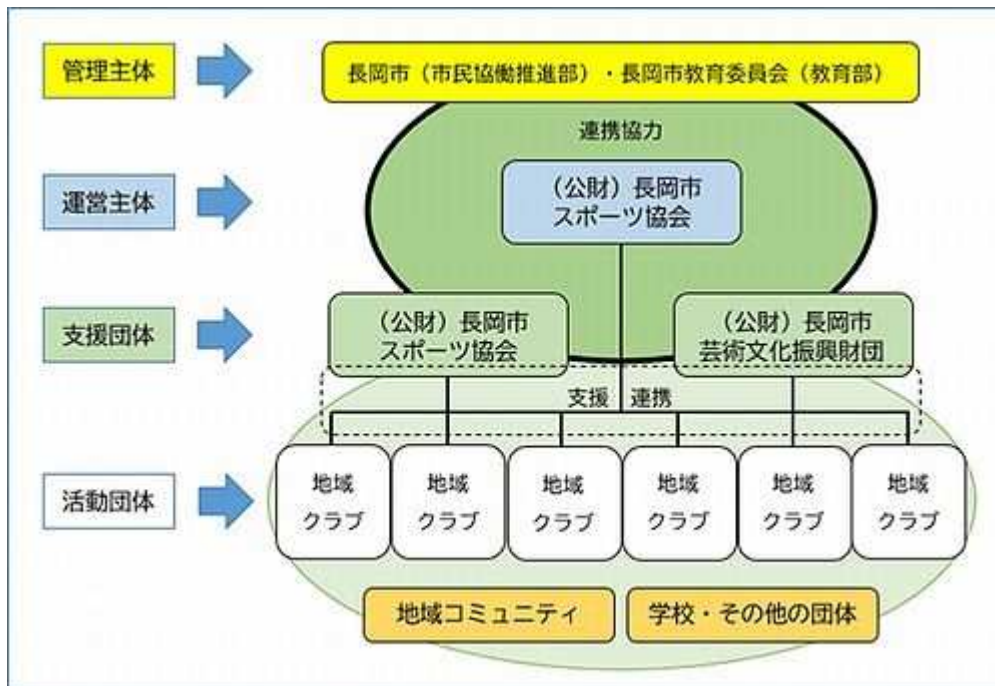 管理主体
長岡市（市民協働推進部）・長岡市教育委員会（教育部）
連携協力
運営主体
（公財）長岡市
スポーツ協会
支援団体
（公財）長岡市
スポーツ協会
（公財）長岡市
芸術文化振興財団
支援 連携
活動団体
地域
クラブ
地域
クラブ
地域
クラブ
地域
クラブ
地域
クラブ
地域
クラブ
地域コミュニティ
学校・その他の団体